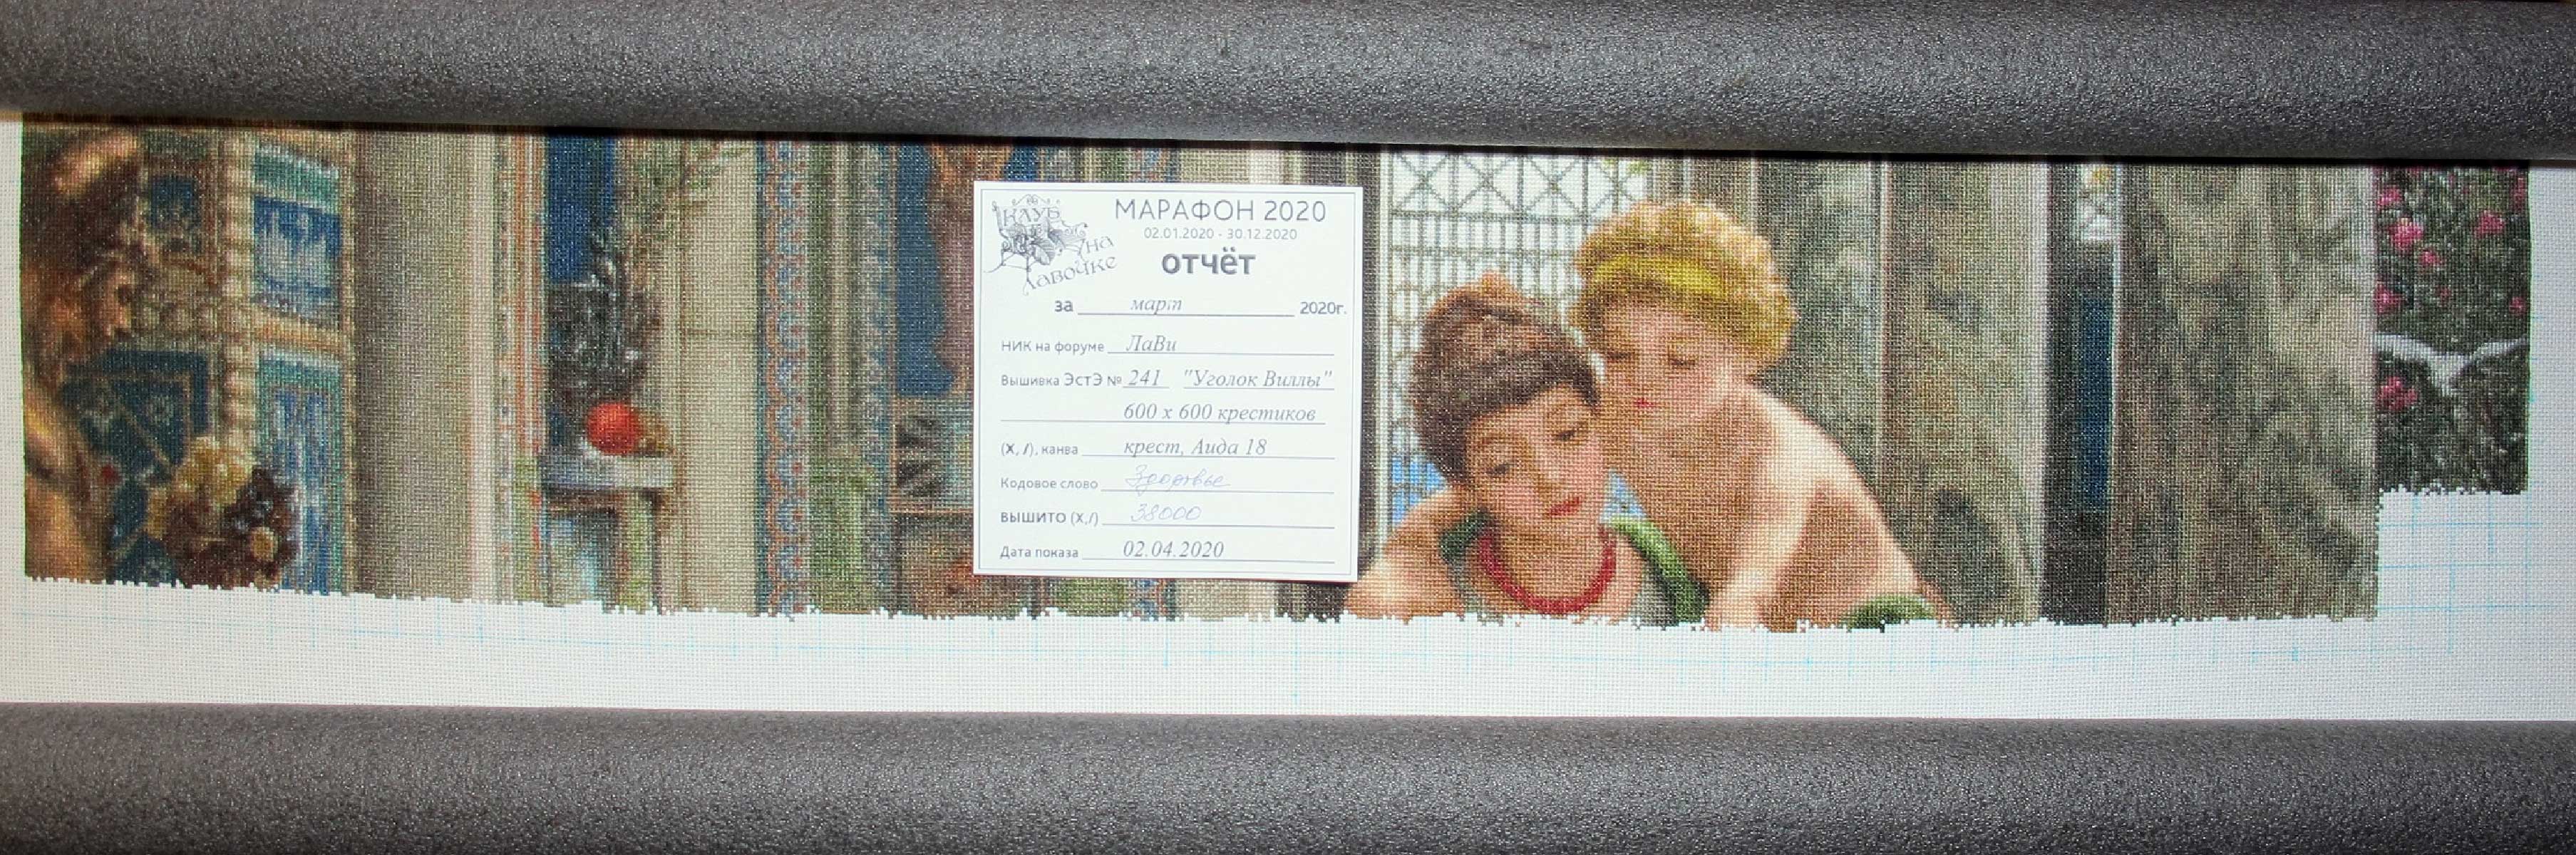 КЛУБ
на
лавочке
МАРАФОН 2020
02.01.2020 - 30.12.2020
отчёт
за март 2020г.
ник на форуме ЛаВи
Вышивка ЭстЭ № 241 "Уголок Виллы"
600 x 600 крестиков
(X, /), канва крест, Аида 18
Кодовое слово Здоровье
ВЫШИТО (X,/) 38000
Дата показа 02.04.2020